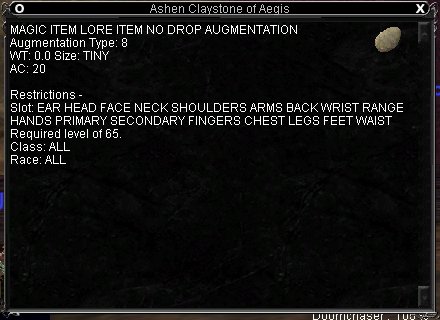 Ashen Claystone of Aegis
MAGIC ITEM LORE ITEM NO DROP AUGMENTATION
Augmentation Type: 8
WT: 0.0 Size: TINY
AC: 20
Restrictions -
Slot: EAR HEAD FACE NECK SHOULDERS ARMS BACK WRIST RANGE
HANDS PRIMARY SECONDARY FINGERS CHEST LEGS FEET WAIST
Required level of 65.
Class: ALL
Race: ALL